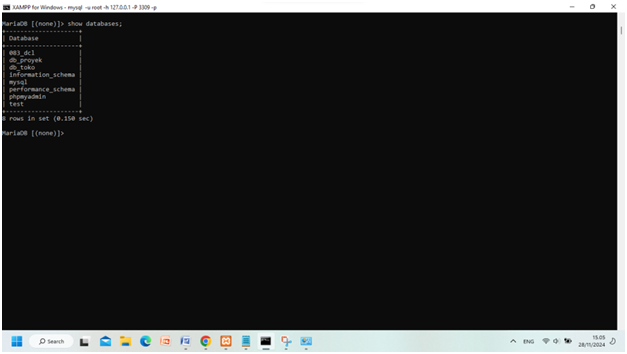 XAMPP for Windows - mysql -u root -h 127.0.0.1 -P 3309 -p
MariaDB [(none)]> show databases;
+--------------------+
| Database           |
+--------------------+
| 083_dcl            |
| db_proyek          |
| db_toko            |
| information_schema |
| mysql              |
| performance_schema |
| phpmyadmin         |
| test               |
+--------------------+
8 rows in set (0.150 sec)
MariaDB [(none)]>
Search
ENG
15.05
28/11/2024